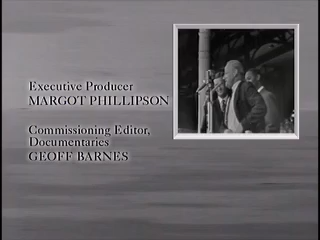 Executive Producer
MARGOT PHILLIPSON
Commissioning Editor,
Documentaries
GEOFF BARNES